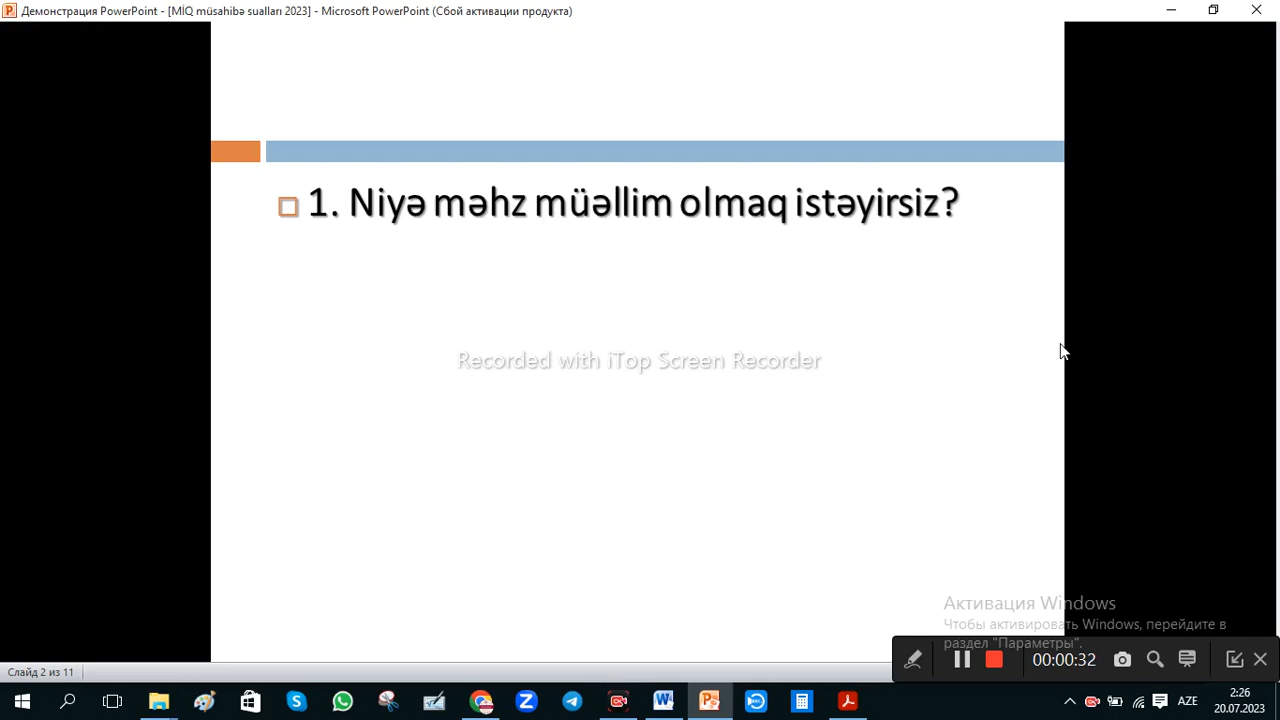 Демонстрация PowerPoint - [MİQ müsahibə sualları 2023] - Microsoft PowerPoint (Сбой активации продукта)
1. Niyə məhz müəllim olmaq istəyirsiz?
Recorded with iTop Screen Recorder
Активация Windows
Чтобы активировать Windows, перейдите в
раздел "Параметры".
00:00:32
Слайд 2 из 11
AZE
2:26
20.07.2023